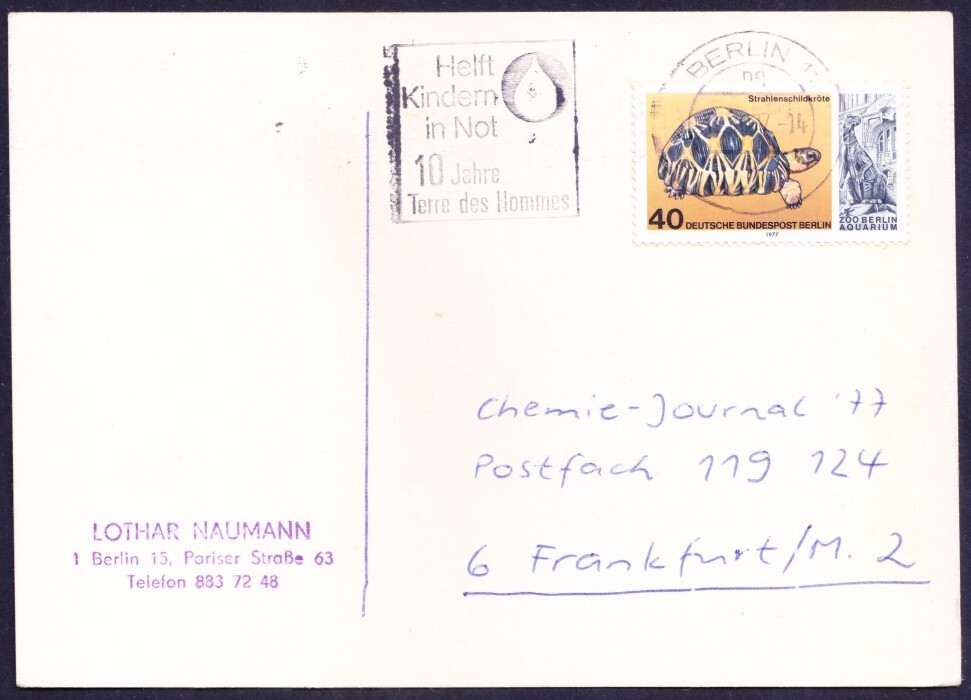 Helft
Kindern
in Not
10 Jahre
Terre des Hommes
BERLIN 11
Strahlenschildkröte
40 DEUTSCHE BUNDESPOST BERLIN
1977
ZOO BERLIN
AQUARIUM
Chemie-Journal '77
Postfach 119 124
6 Frankfurt/M. 2
LOTHAR NAUMANN
1 Berlin 15, Pariser Straße 63
Telefon 883 72 48